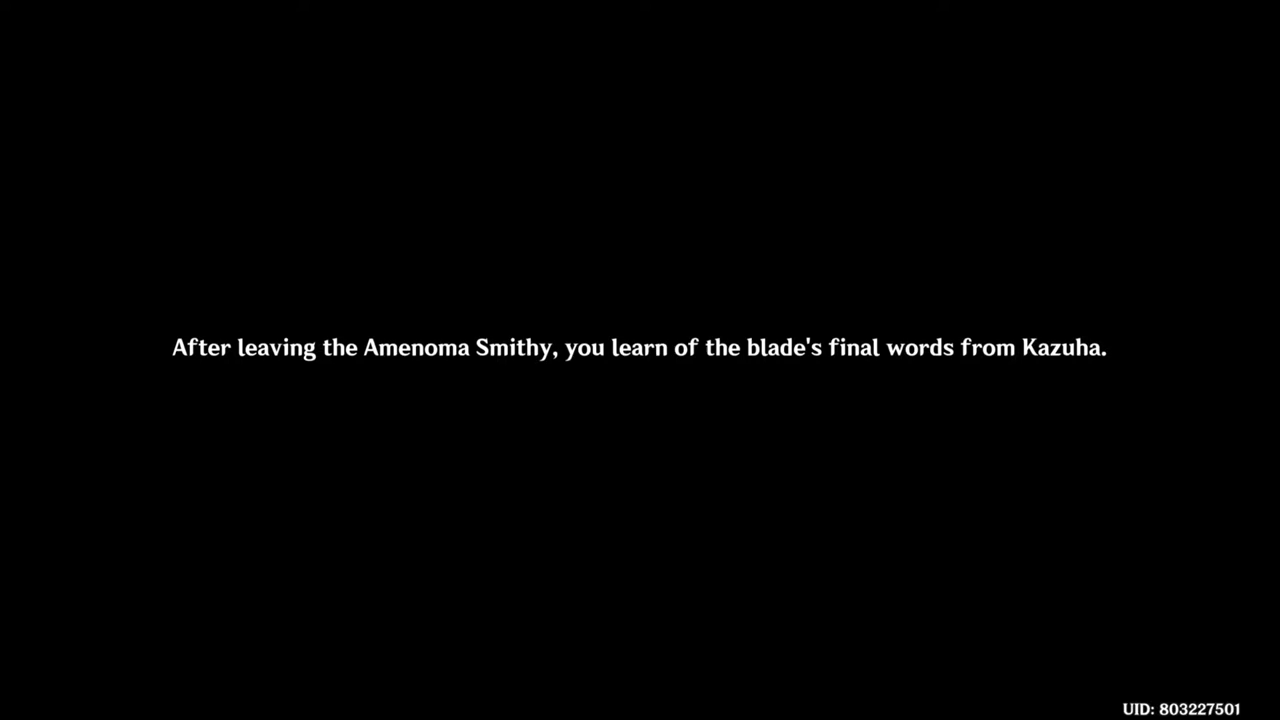 After leaving the Amenoma Smithy, you learn of the blade's final words from Kazuha.
UID: 803227501